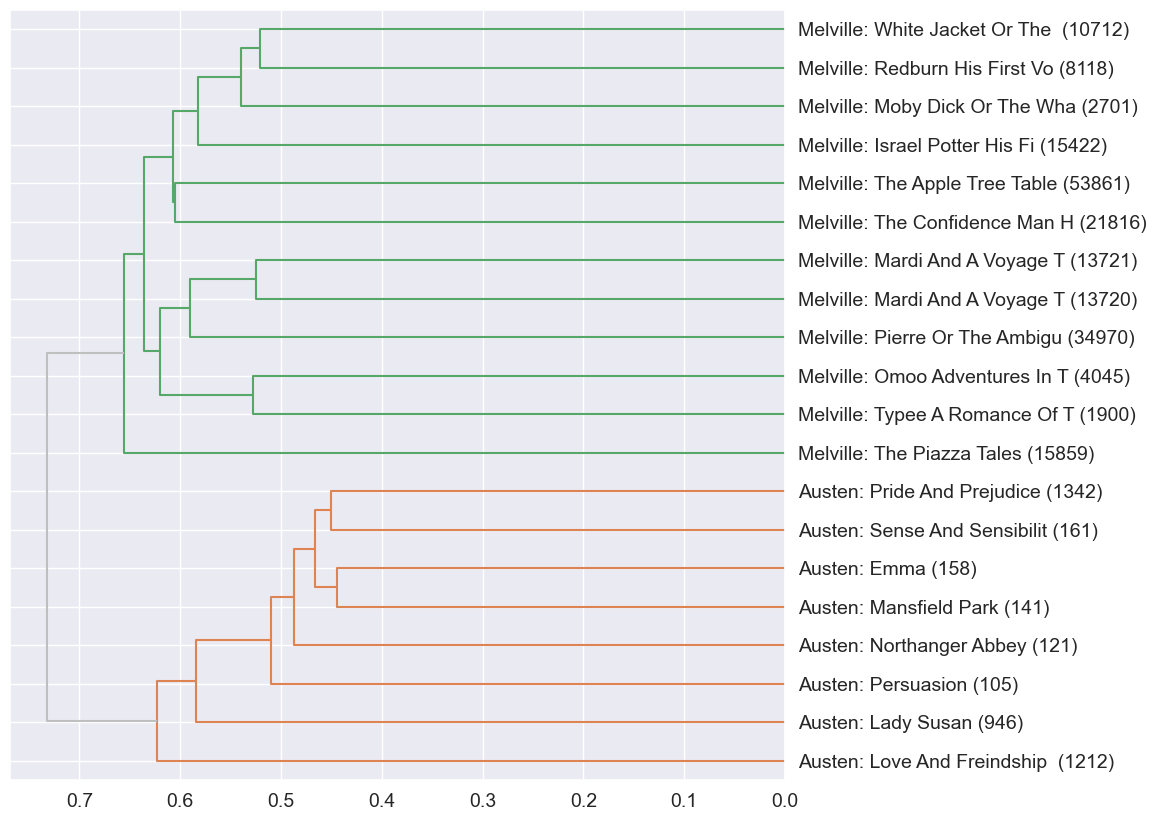 Melville: White Jacket Or The  (10712)
Melville: Redburn His First Vo (8118)
Melville: Moby Dick Or The Wha (2701)
Melville: Israel Potter His Fi (15422)
Melville: The Apple Tree Table (53861)
Melville: The Confidence Man H (21816)
Melville: Mardi And A Voyage T (13721)
Melville: Mardi And A Voyage T (13720)
Melville: Pierre Or The Ambigu (34970)
Melville: Omoo Adventures In T (4045)
Melville: Typee A Romance Of T (1900)
Melville: The Piazza Tales (15859)
Austen: Pride And Prejudice (1342)
Austen: Sense And Sensibilit (161)
Austen: Emma (158)
Austen: Mansfield Park (141)
Austen: Northanger Abbey (121)
Austen: Persuasion (105)
Austen: Lady Susan (946)
Austen: Love And Freindship  (1212)
0.7 0.6 0.5 0.4 0.3 0.2 0.1 0.0